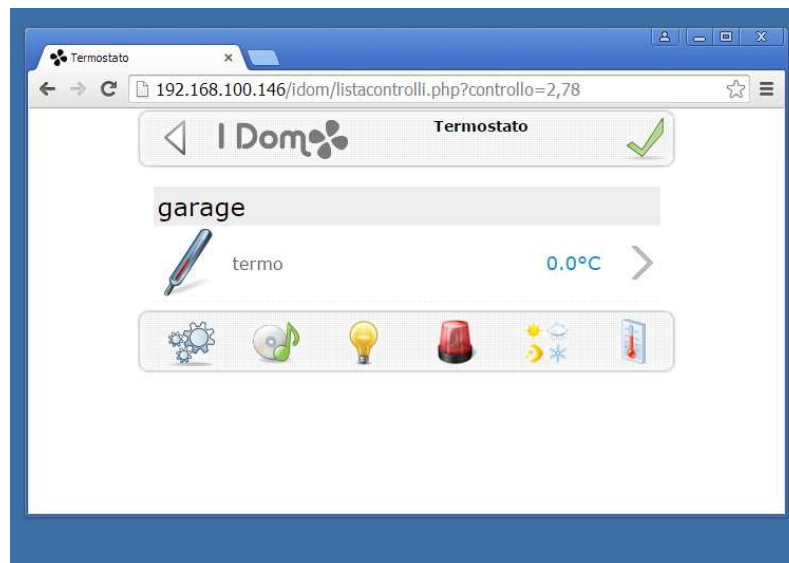 Termostato
192.168.100.146/idom/listacontrolli.php?controllo=2,78
I Dom
Termostato
garage
termo
0.0°C